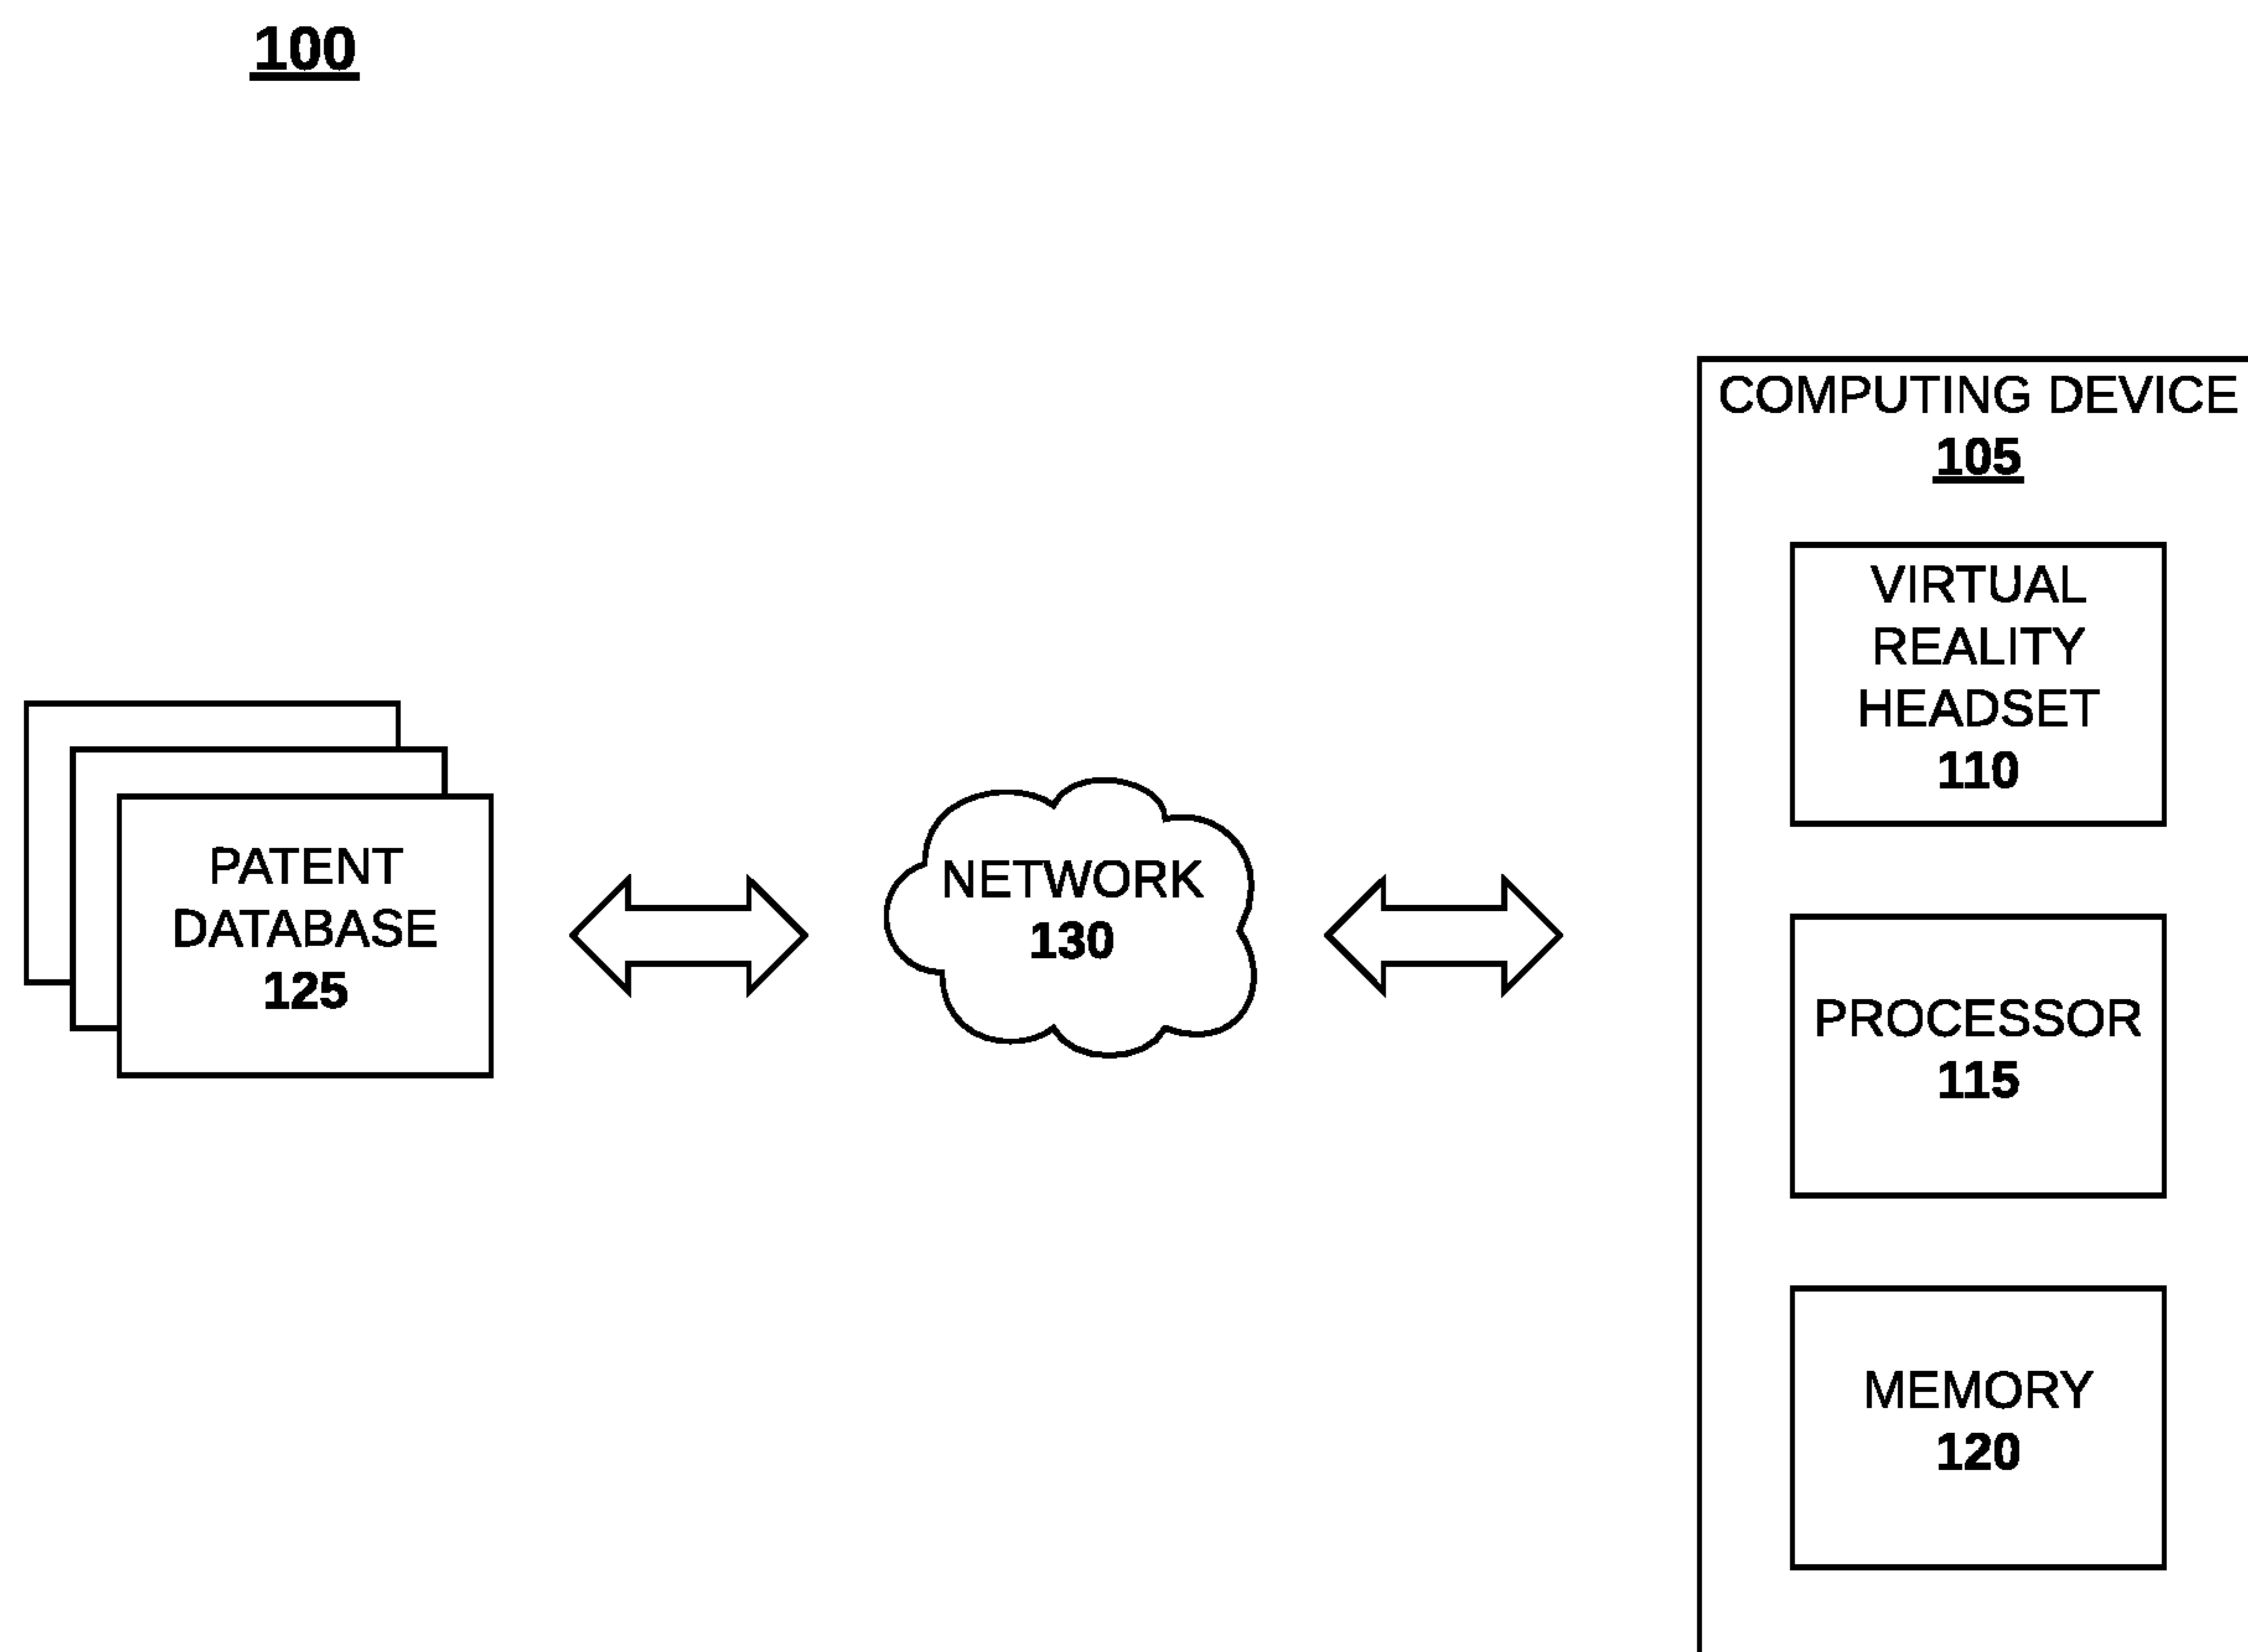 100
COMPUTING DEVICE
105
VIRTUAL
REALITY
HEADSET
110
PATENT
DATABASE
125
NETWORK
130
PROCESSOR
115
MEMORY
120